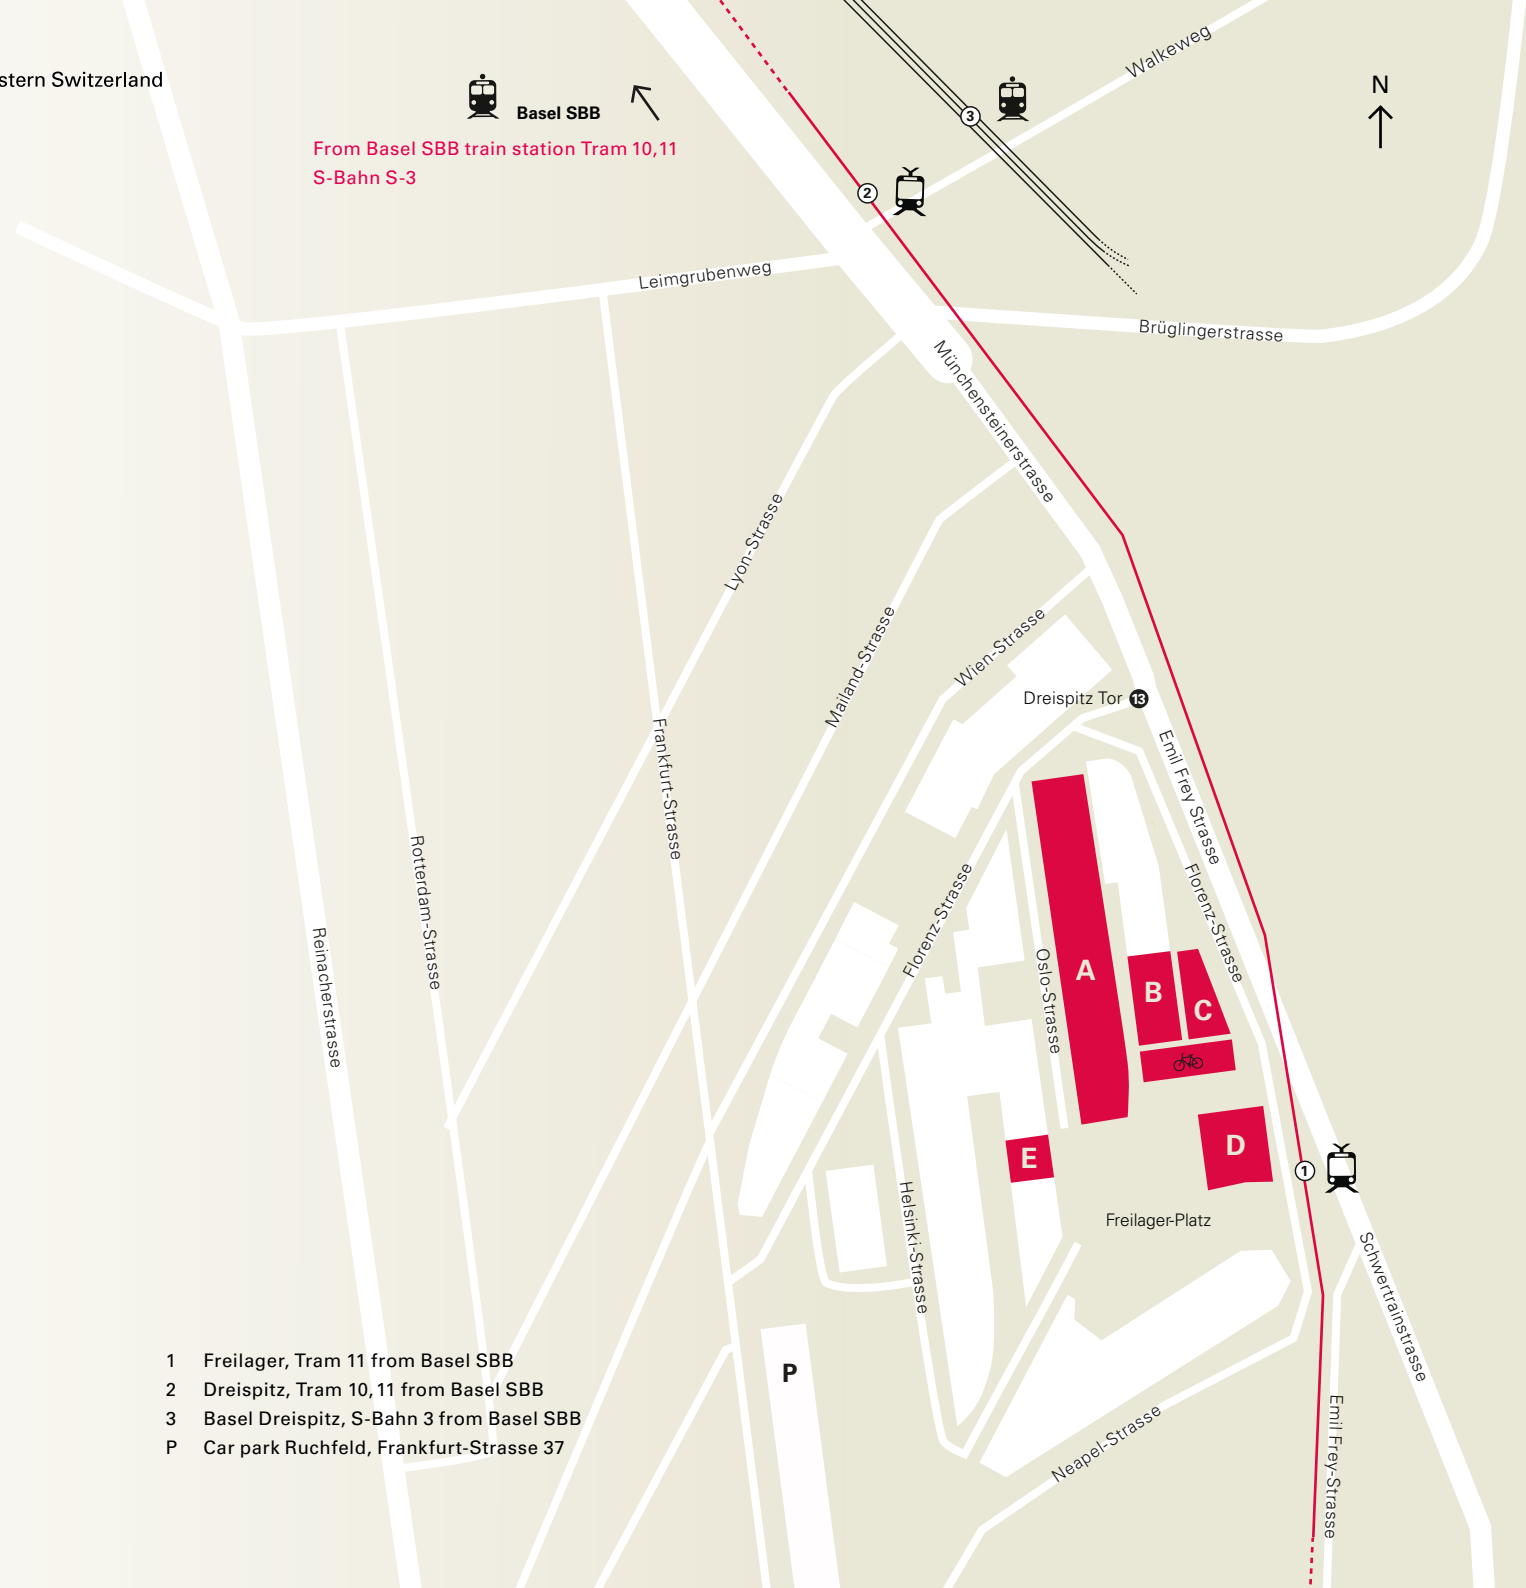 stern Switzerland
Basel SBB
From Basel SBB train station Tram 10,11
S-Bahn S-3
N
Walkeweg
3
2
Leimgrubenweg
Brüglingerstrasse
Münchensteinerstrasse
Lyon-Strasse
Mailand-Strasse
Wien-Strasse
Dreispitz Tor 13
Emil Frey Strasse
Frankfurt-Strasse
Rotterdam-Strasse
Reinacherstrasse
Florenz-Strasse
Florenz-Strasse
Oslo-Strasse
A
B
C
D
E
1
Freilager-Platz
Helsinki-Strasse
Schwertrainstrasse
P
Neapel-Strasse
Emil Frey-Strasse
1 Freilager, Tram 11 from Basel SBB
2 Dreispitz, Tram 10,11 from Basel SBB
3 Basel Dreispitz, S-Bahn 3 from Basel SBB
P Car park Ruchfeld, Frankfurt-Strasse 37